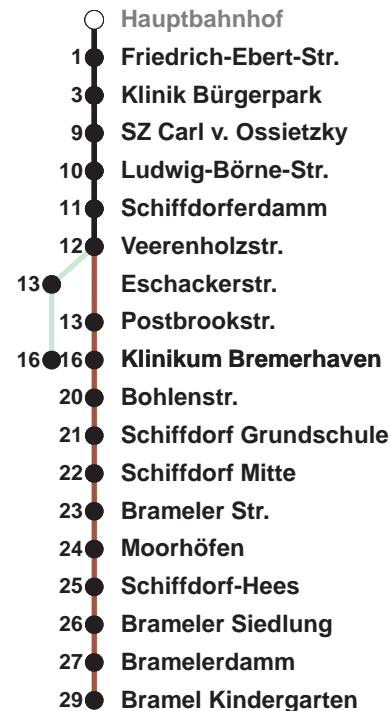 Hauptbahnhof
1 Friedrich-Ebert-Str.
3 Klinik Bürgerpark
9 SZ Carl v. Ossietzky
10 Ludwig-Börne-Str.
11 Schiffdorferdamm
12 Veerenholzstr.
13 Eschackerstr.
13 Postbrookstr.
16 16 Klinikum Bremerhaven
20 Bohlenstr.
21 Schiffdorf Grundschule
22 Schiffdorf Mitte
23 Brameler Str.
24 Moorhöfen
25 Schiffdorf-Hees
26 Brameler Siedlung
27 Bramelerdamm
29 Bramel Kindergarten